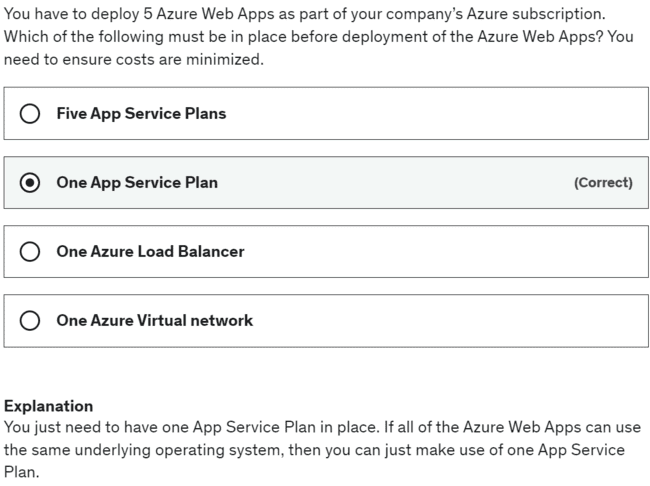 You have to deploy 5 Azure Web Apps as part of your company’s Azure subscription.
Which of the following must be in place before deployment of the Azure Web Apps? You
need to ensure costs are minimized.
Five App Service Plans
One App Service Plan (Correct)
One Azure Load Balancer
One Azure Virtual network
Explanation
You just need to have one App Service Plan in place. If all of the Azure Web Apps can use
the same underlying operating system, then you can just make use of one App Service
Plan.